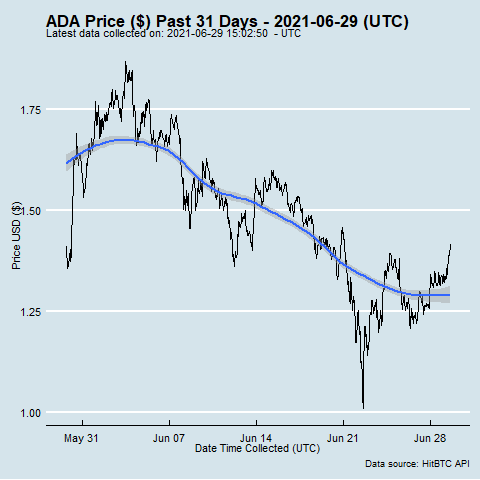 ADA Price ($) Past 31 Days - 2021-06-29 (UTC)
Latest data collected on: 2021-06-29 15:02:50 - UTC
Price USD ($)
1.75
1.50
1.25
1.00
May 31 Jun 07 Jun 14 Jun 21 Jun 28
Date Time Collected (UTC)
Data source: HitBTC API